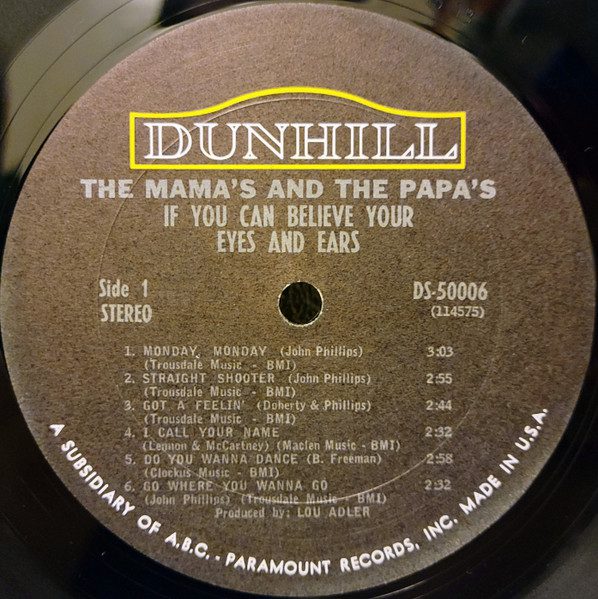 DUNHILL
THE MAMA'S AND THE PAPA'S
IF YOU CAN BELIEVE YOUR
EYES AND EARS
Side 1 DS-50006
STEREO (114575)
1. MONDAY, MONDAY (John Phillips) 3:03
(Trousdale Music - BMI)
2. STRAIGHT SHOOTER (John Phillips) 2:55
(Trousdale Music - BMI)
3. GOT A FEELIN' (Doherty & Phillips) 2:44
(Trousdale Music - BMI)
4. I CALL YOUR NAME 2:32
(Lennon & McCartney) (Maclen Music - BMI)
5. DO YOU WANNA DANCE (B. Freeman) 2:58
(Clockus Music - BMI)
6. GO WHERE YOU WANNA GO 2:32
(John Phillips) (Trousdale Music - BMI)
Produced by: LOU ADLER
A SUBSIDIARY OF A.B.C. - PARAMOUNT RECORDS, INC. MADE IN U.S.A.